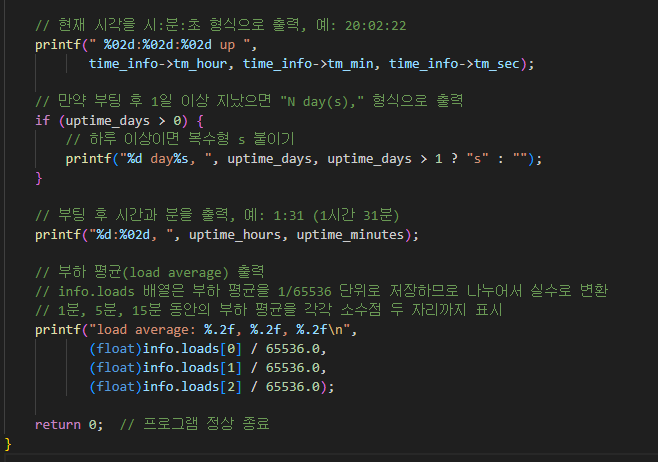 // 현재 시각을 시:분:초 형식으로 출력, 예: 20:02:22
printf(" %02d:%02d:%02d up ",
time_info->tm_hour, time_info->tm_min, time_info->tm_sec);
// 만약 부팅 후 1일 이상 지났으면 "N day(s)," 형식으로 출력
if (uptime_days > 0) {
// 하루 이상이면 복수형 s 붙이기
printf("%d day%s, ", uptime_days, uptime_days > 1 ? "s" : "");
}
// 부팅 후 시간과 분을 출력, 예: 1:31 (1시간 31분)
printf("%d:%02d, ", uptime_hours, uptime_minutes);
// 부하 평균(load average) 출력
// info.loads 배열은 부하 평균을 1/65536 단위로 저장하므로 나누어서 실수로 변환
// 1분, 5분, 15분 동안의 부하 평균을 각각 소수점 두 자리까지 표시
printf("load average: %.2f, %.2f, %.2f\n",
(float)info.loads[0] / 65536.0,
(float)info.loads[1] / 65536.0,
(float)info.loads[2] / 65536.0);
return 0;  // 프로그램 정상 종료
}